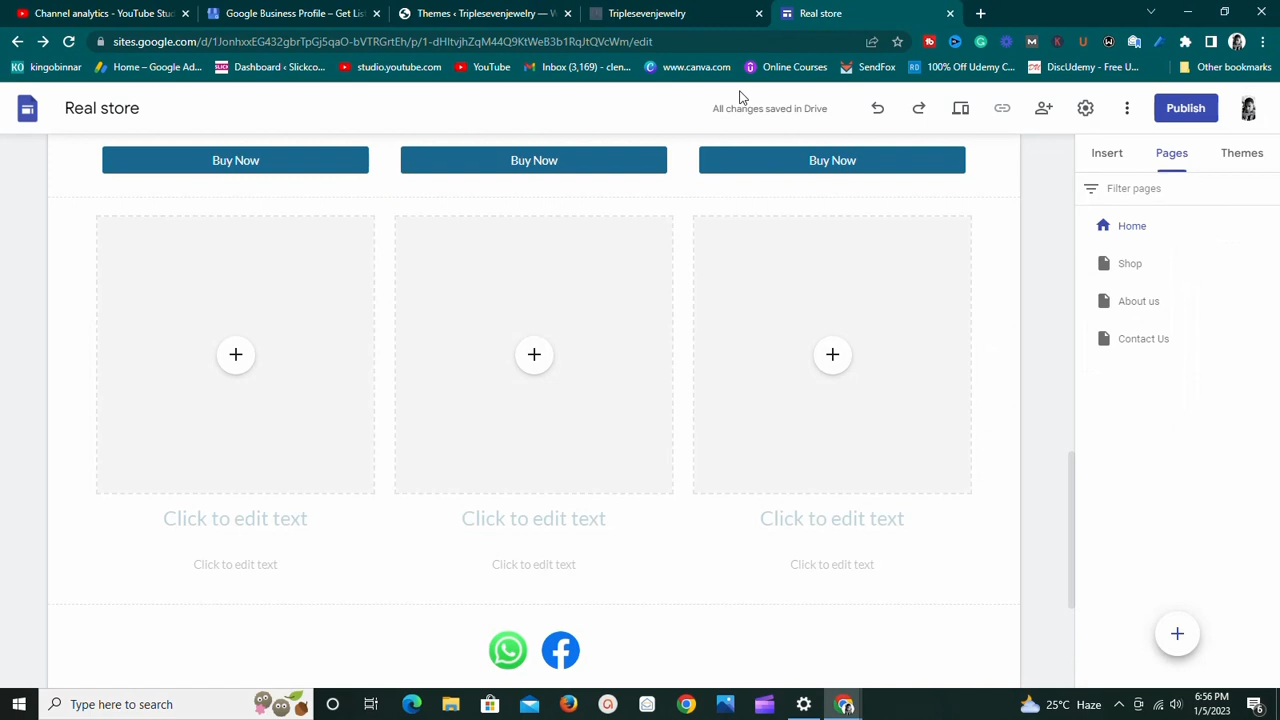 Channel analytics - YouTube Stu
Google Business Profile – Get List
Themes ‹ Triplesevenjewelry — W
Triplesevenjewelry
Real store
sites.google.com/d/1JonhxxEG432gbrTpGj5qaO-bVTRGrtEh/p/1-dHItvjhZqM44Q9KtWeB3b1RqJtQVcWm/edit
kingobinnar
Home – Google Ads...
Dashboard ‹ Slickco...
studio.youtube.com
YouTube
Inbox (3,169) - clen...
www.canva.com
Online Courses
SendFox
100% Off Udemy C...
DiscUdemy - Free U...
Other bookmarks
Real store
All changes saved in Drive
Publish
Buy Now
Buy Now
Buy Now
Insert
Pages
Themes
Filter pages
Home
Shop
About us
Contact Us
Click to edit text
Click to edit text
Click to edit text
Click to edit text
Click to edit text
Click to edit text
Type here to search
25°C Haze
6:56 PM
1/5/2023
6